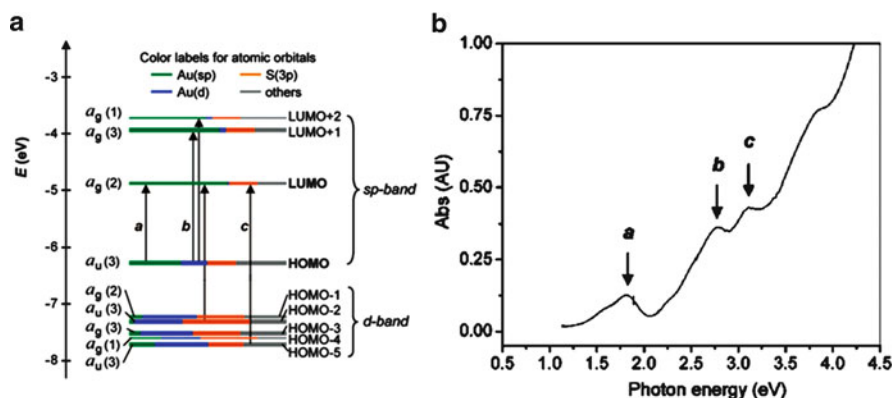 a
Color labels for atomic orbitals
Au(sp) S(3p)
Au(d) others
-3
-4
-5
-6
-7
-8
E (eV)
ag (1) LUMO+2
ag (3) LUMO+1
ag (2) LUMO
sp-band
a b c
au (3) HOMO
ag (2) HOMO-1
au (3) HOMO-2
ag (3) HOMO-3
HOMO-4
ag (1) HOMO-5
au (3)
d-band
b
1.00
0.75
0.50
0.25
0.00
Abs (AU)
a
b
c
0.5 1.0 1.5 2.0 2.5 3.0 3.5 4.0 4.5
Photon energy (eV)